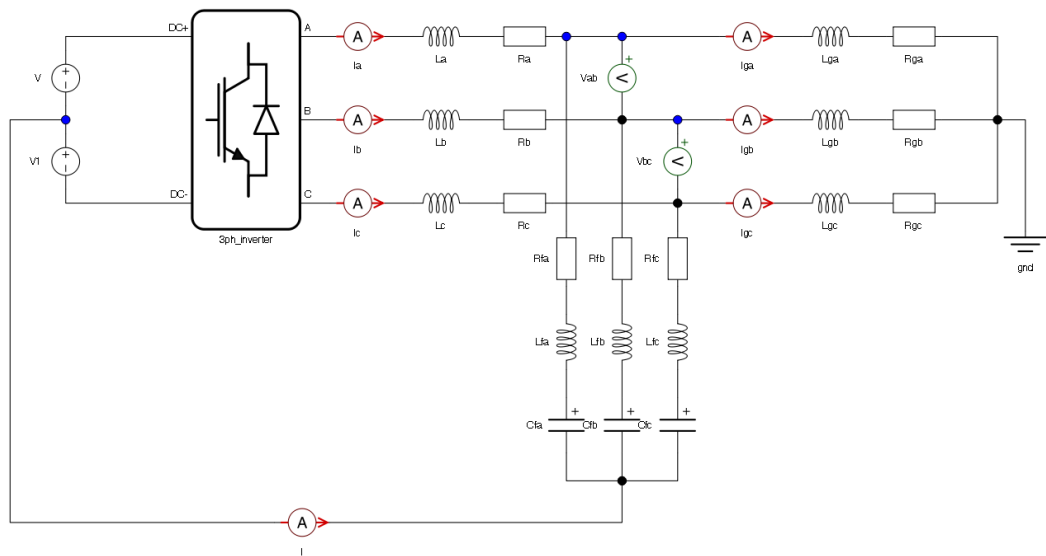 DC+
A
A
A
V
Ia
La
Ra
Iga
Lga
Rga
Vab
+
V
B
A
A
V1
Ib
Lb
Rb
Igb
Lgb
Rgb
Vbc
+
V
DC-
C
A
A
3ph_inverter
Ic
Lc
Rc
Igc
Lgc
Rgc
gnd
Rfa
Rfb
Rfc
Lfa
Lfb
Lfc
+
+
+
Cfa
Cfb
Cfc
A
I